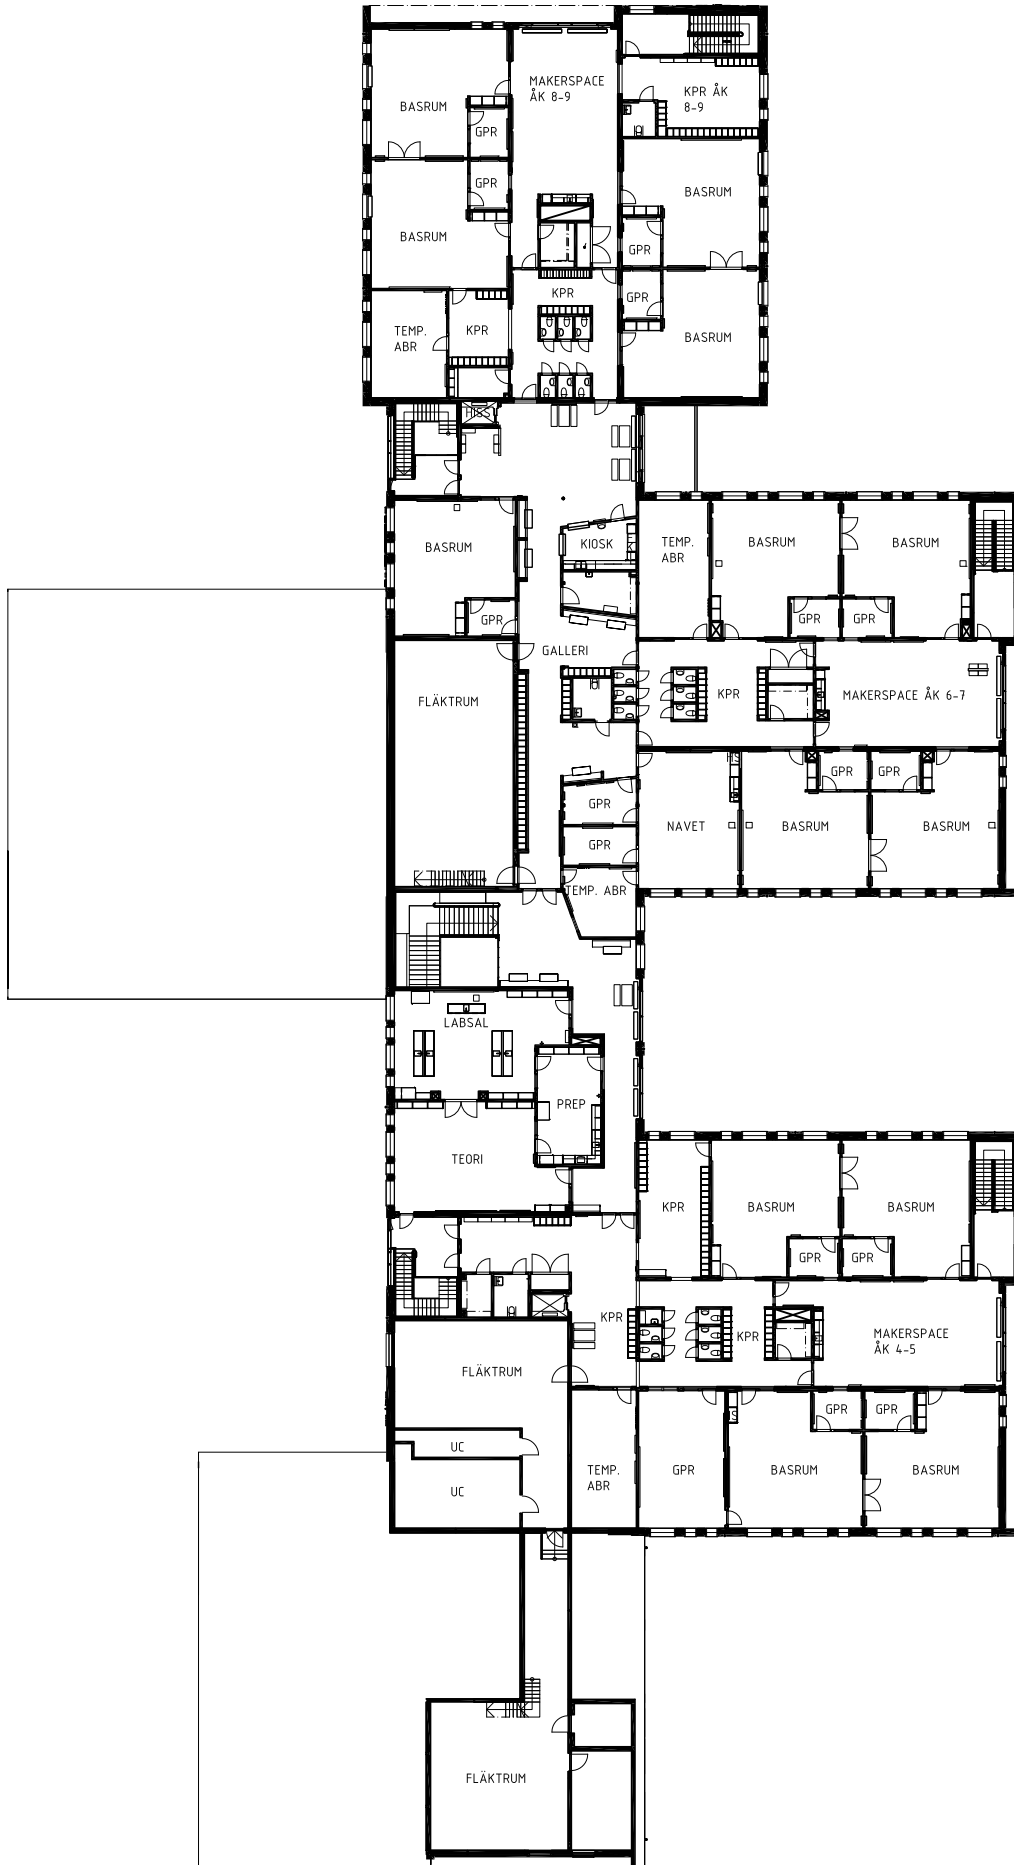 MAKERSPACE
ÅK 8-9
KPR ÅK
8-9
BASRUM
GPR
GPR
BASRUM
BASRUM
GPR
KPR
GPR
TEMP.
ABR
KPR
BASRUM
HISS
BASRUM
KIOSK
TEMP.
ABR
BASRUM
BASRUM
GPR
GPR
GPR
GALLERI
FLÄKTRUM
KPR
MAKERSPACE ÅK 6-7
GPR
GPR
GPR
NAVET
BASRUM
BASRUM
GPR
TEMP. ABR
LABSAL
PREP
TEORI
KPR
BASRUM
BASRUM
GPR
GPR
KPR
KPR
MAKERSPACE
ÅK 4-5
FLÄKTRUM
GPR
GPR
UC
UC
TEMP.
ABR
GPR
BASRUM
BASRUM
FLÄKTRUM